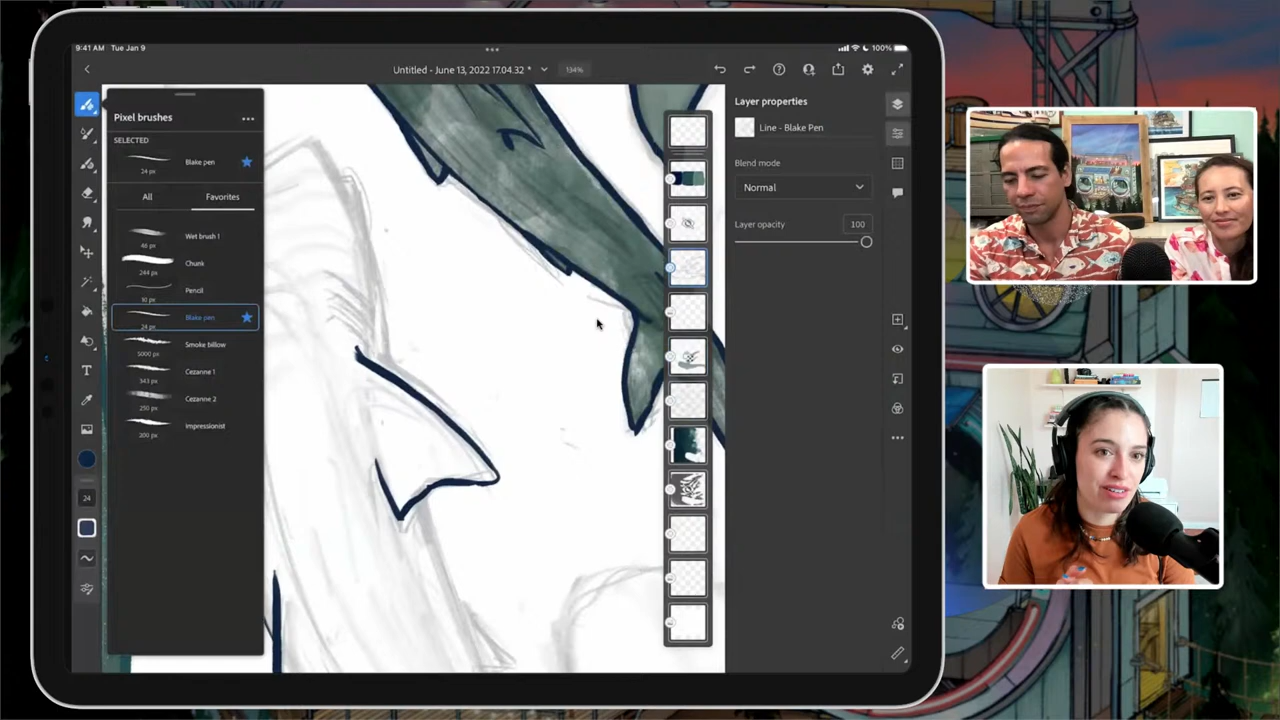 9:41 AM Tue Jan 9
100%
Untitled - June 13, 2022 17.04.32 *
134%
Pixel brushes
SELECTED
Blake pen
24 px
All
Favorites
Wet brush 1
46 px
Chunk
244 px
Pencil
10 px
Blake pen
24 px
Smoke billow
5000 px
Cezanne 1
343 px
Cezanne 2
250 px
Impressionist
200 px
T
24
Layer properties
Line - Blake Pen
Blend mode
Normal
Layer opacity
100